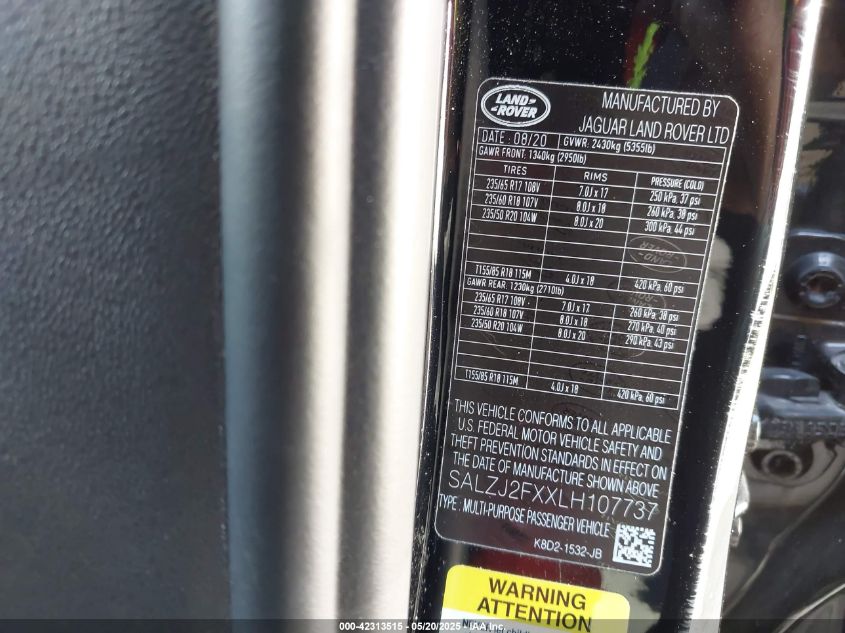 LAND-
-ROVER
MANUFACTURED BY
JAGUAR LAND ROVER LTD
DATE : 08/20 GVWR: 2430kg (5355lb)
GAWR FRONT: 1340kg (2950lb)
TIRES RIMS PRESSURE (COLD)
235/65 R17 108V 7.0J x 17 250 kPa, 37 psi
235/60 R18 107V 8.0J x 18 260 kPa, 38 psi
235/50 R20 104W 8.0J x 20 300 kPa, 44 psi
T155/85 R18 115M 4.0J x 18 420 kPa, 60 psi
GAWR REAR: 1230kg (2710lb)
235/65 R17 108V 7.0J x 17 260 kPa, 38 psi
235/60 R18 107V 8.0J x 18 270 kPa, 40 psi
235/50 R20 104W 8.0J x 20 290 kPa, 43 psi
T155/85 R18 115M 4.0J x 18 420 kPa, 60 psi
THIS VEHICLE CONFORMS TO ALL APPLICABLE
U.S. FEDERAL MOTOR VEHICLE SAFETY AND
THEFT PREVENTION STANDARDS IN EFFECT ON
THE DATE OF MANUFACTURE SHOWN ABOVE
SALZJ2FXXLH107737
TYPE : MULTI-PURPOSE PASSENGER VEHICLE
K8D2-1532-JB
WARNING
ATTENTION
000-42313515 - 05/20/2025 - IAA, Inc.